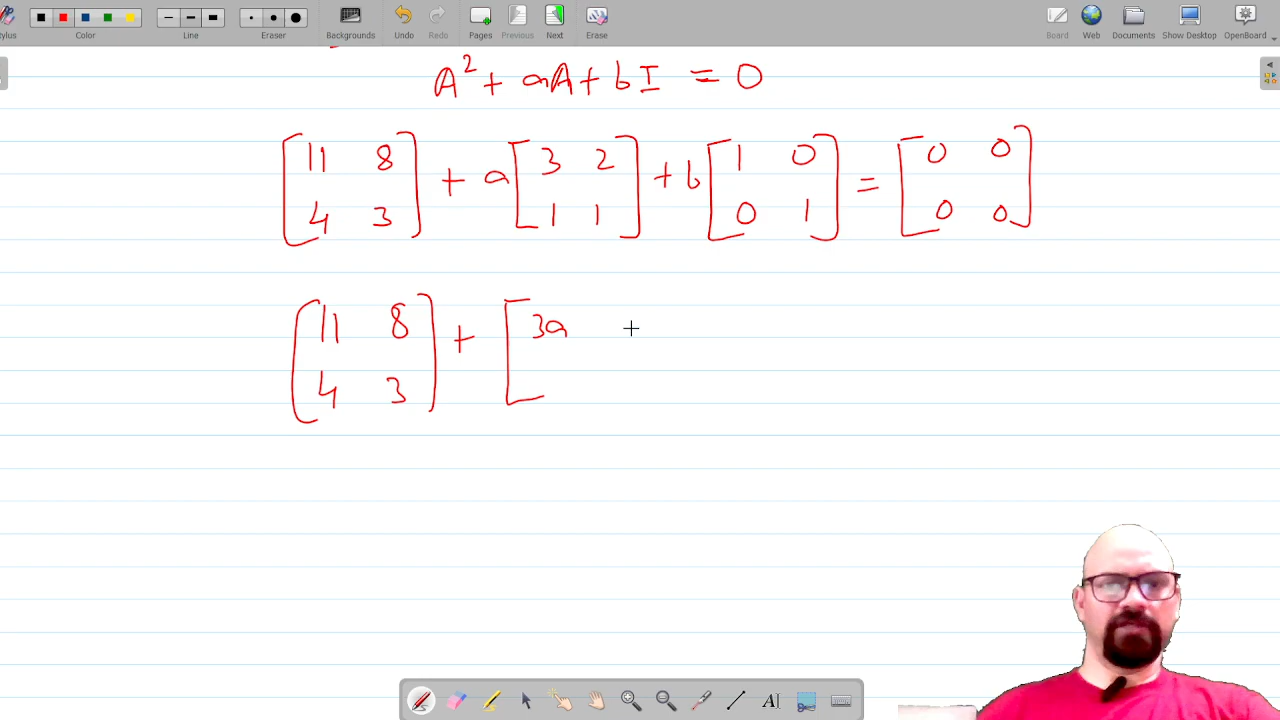 tylus Color Line Eraser Backgrounds Undo Redo Pages Previous Next Erase Board Web Documents Show Desktop OpenBoard
A² + aA + bI = 0
[11 8; 4 3] + a[3 2; 1 1] + b[1 0; 0 1] = [0 0; 0 0]
[11 8; 4 3] + [3a